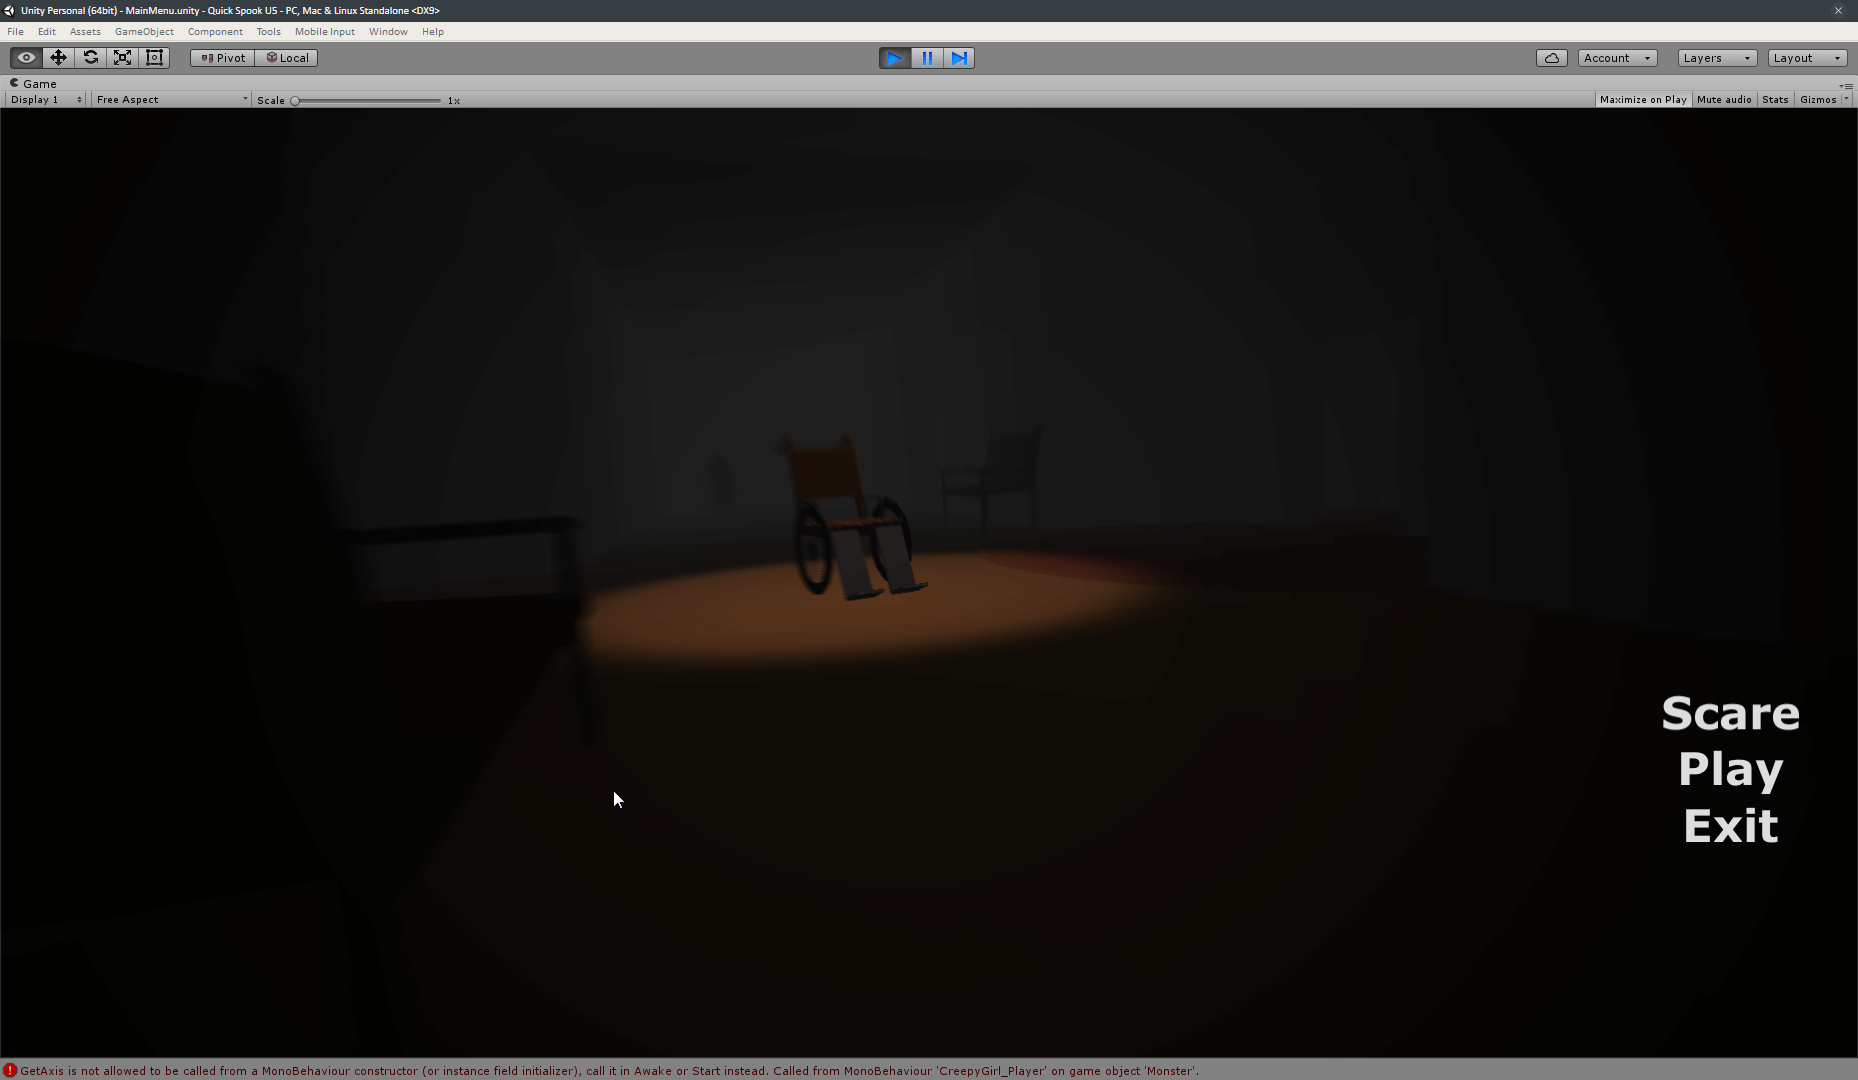 Unity Personal (64bit) - MainMenu.unity - Quick Spook U5 - PC, Mac & Linux Standalone <DX9>
File Edit Assets GameObject Component Tools Mobile Input Window Help
Pivot Local Account Layers Layout
Game
Display 1 Free Aspect Scale 1x Maximize on Play Mute audio Stats Gizmos
Scare
Play
Exit
GetAxis is not allowed to be called from a MonoBehaviour constructor (or instance field initializer), call it in Awake or Start instead. Called from MonoBehaviour 'CreepyGirl_Player' on game object 'Monster'.